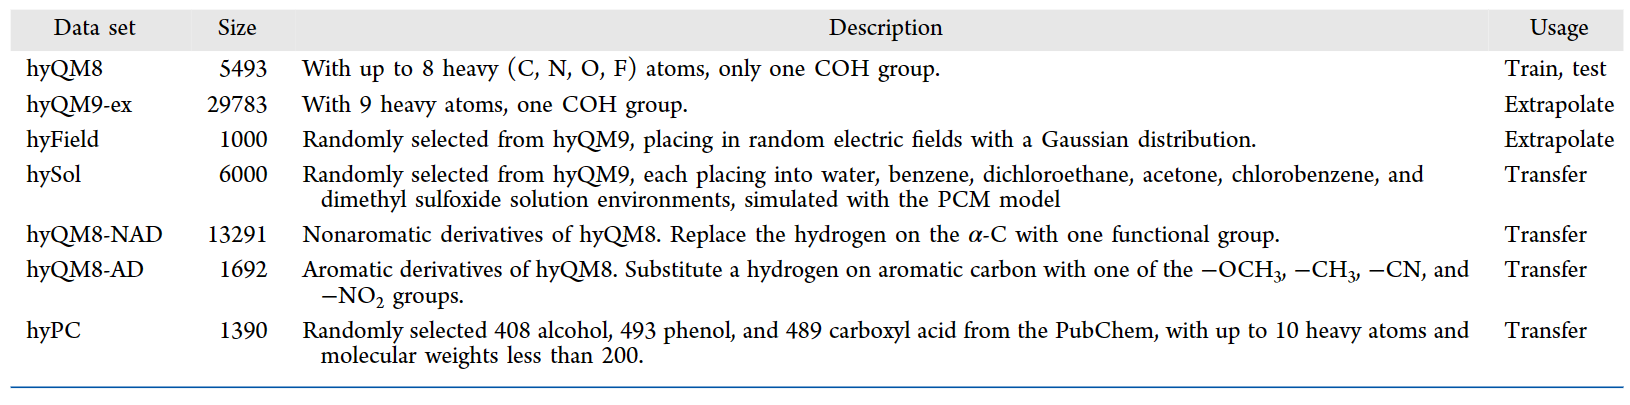 Data set Size Description Usage
hyQM8 5493 With up to 8 heavy (C, N, O, F) atoms, only one COH group. Train, test
hyQM9-ex 29783 With 9 heavy atoms, one COH group. Extrapolate
hyField 1000 Randomly selected from hyQM9, placing in random electric fields with a Gaussian distribution. Extrapolate
hySol 6000 Randomly selected from hyQM9, each placing into water, benzene, dichloroethane, acetone, chlorobenzene, and Transfer
dimethyl sulfoxide solution environments, simulated with the PCM model
hyQM8-NAD 13291 Nonaromatic derivatives of hyQM8. Replace the hydrogen on the α-C with one functional group. Transfer
hyQM8-AD 1692 Aromatic derivatives of hyQM8. Substitute a hydrogen on aromatic carbon with one of the −OCH₃, −CH₃, −CN, and Transfer
−NO₂ groups.
hyPC 1390 Randomly selected 408 alcohol, 493 phenol, and 489 carboxyl acid from the PubChem, with up to 10 heavy atoms and Transfer
molecular weights less than 200.